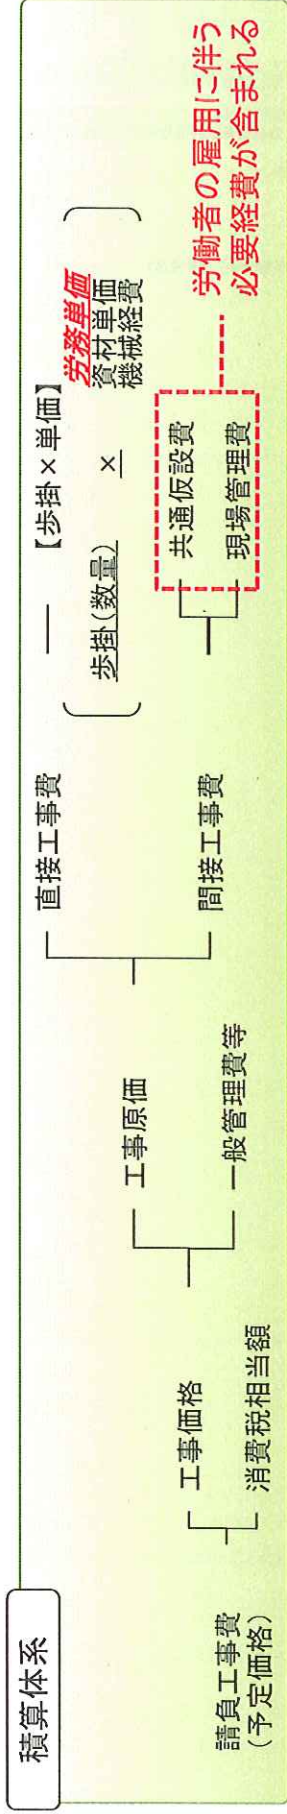 積算体系
請負工事費
(予定価格)
工事価格
消費税相当額
工事原価
一般管理費等
直接工事費
間接工事費
【歩掛×単価】
歩掛(数量) ×
労務単価
資材単価
機械経費
共通仮設費
現場管理費
労働者の雇用に伴う
必要経費が含まれる